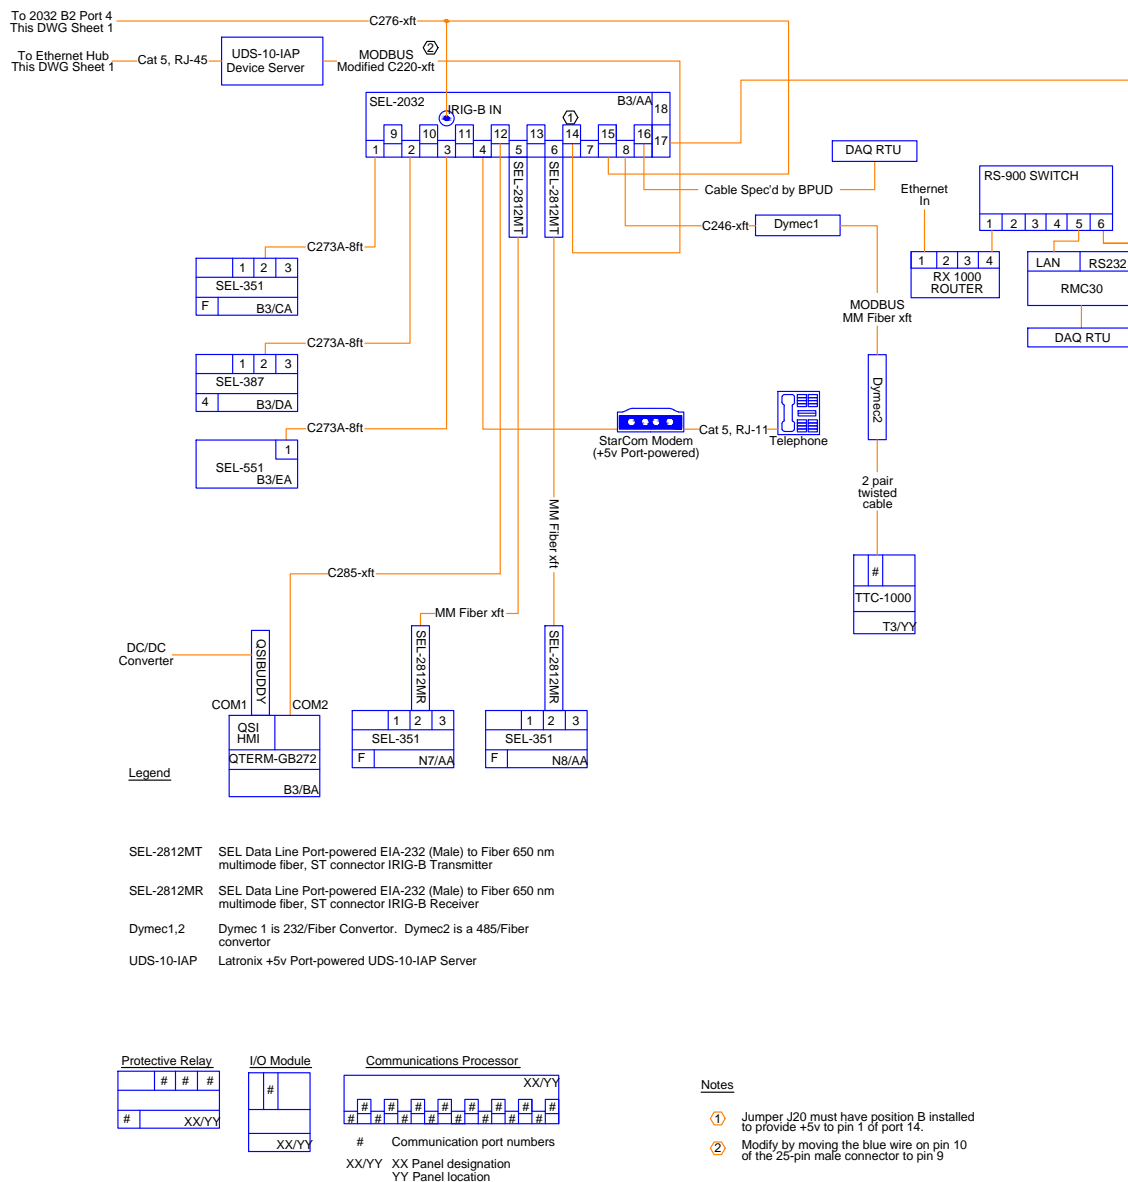 To 2032 B2 Port 4
This DWG Sheet 1
C276-xft
To Ethernet Hub
This DWG Sheet 1
Cat 5, RJ-45
UDS-10-IAP
Device Server
MODBUS
Modified C220-xft
2
SEL-2032
IRIG-B IN
B3/AA
18
1
9 10 11 12 13 14 15 16
17
1 2 3 4 5 6 7 8
SEL-2812MT
SEL-2812MT
DAQ RTU
Cable Spec'd by BPUD
C246-xft
Dymec1
Ethernet
In
RS-900 SWITCH
1 2 3 4 5 6
1 2 3 4
RX 1000
ROUTER
LAN
RS232
RMC30
DAQ RTU
C273A-8ft
1 2 3
SEL-351
F
B3/CA
MODBUS
MM Fiber xft
C273A-8ft
1 2 3
SEL-387
4
B3/DA
Dymec2
C273A-8ft
1
SEL-551
B3/EA
StarCom Modem
(+5v Port-powered)
Cat 5, RJ-11
Telephone
2 pair
twisted
cable
MM Fiber xft
#
TTC-1000
T3/YY
C285-xft
MM Fiber xft
DC/DC
Converter
QSIBUDDY
SEL-2812MR
SEL-2812MR
COM1
COM2
QSI
HMI
QTERM-GB272
B3/BA
1 2 3
SEL-351
F
N7/AA
1 2 3
SEL-351
F
N8/AA
Legend
SEL-2812MT SEL Data Line Port-powered EIA-232 (Male) to Fiber 650 nm
multimode fiber, ST connector IRIG-B Transmitter
SEL-2812MR SEL Data Line Port-powered EIA-232 (Male) to Fiber 650 nm
multimode fiber, ST connector IRIG-B Receiver
Dymec1,2 Dymec 1 is 232/Fiber Convertor. Dymec2 is a 485/Fiber
convertor
UDS-10-IAP Latronix +5v Port-powered UDS-10-IAP Server
Protective Relay
# # #
#
XX/YY
I/O Module
#
XX/YY
Communications Processor
XX/YY
# # # # # # # #
# # # # # # # #
# Communication port numbers
XX/YY XX Panel designation
YY Panel location
Notes
1 Jumper J20 must have position B installed
to provide +5v to pin 1 of port 14.
2 Modify by moving the blue wire on pin 10
of the 25-pin male connector to pin 9